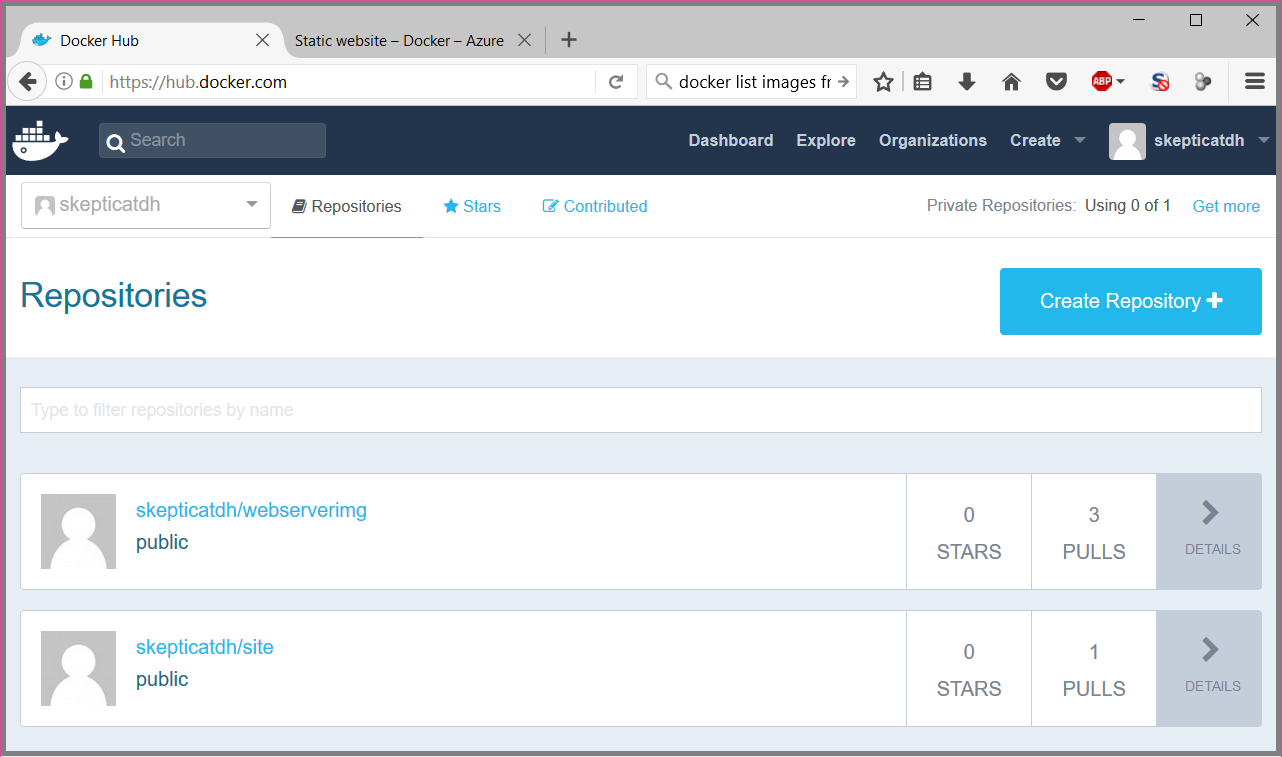 Docker Hub
Static website – Docker – Azure
https://hub.docker.com
docker list images fr
ABP
S
Search
Dashboard Explore Organizations Create skepticatdh
skepticatdh
Repositories Stars Contributed
Private Repositories: Using 0 of 1 Get more
Repositories
Create Repository
Type to filter repositories by name
skepticatdh/webserverimg
public
0
STARS
3
PULLS
DETAILS
skepticatdh/site
public
0
STARS
1
PULLS
DETAILS